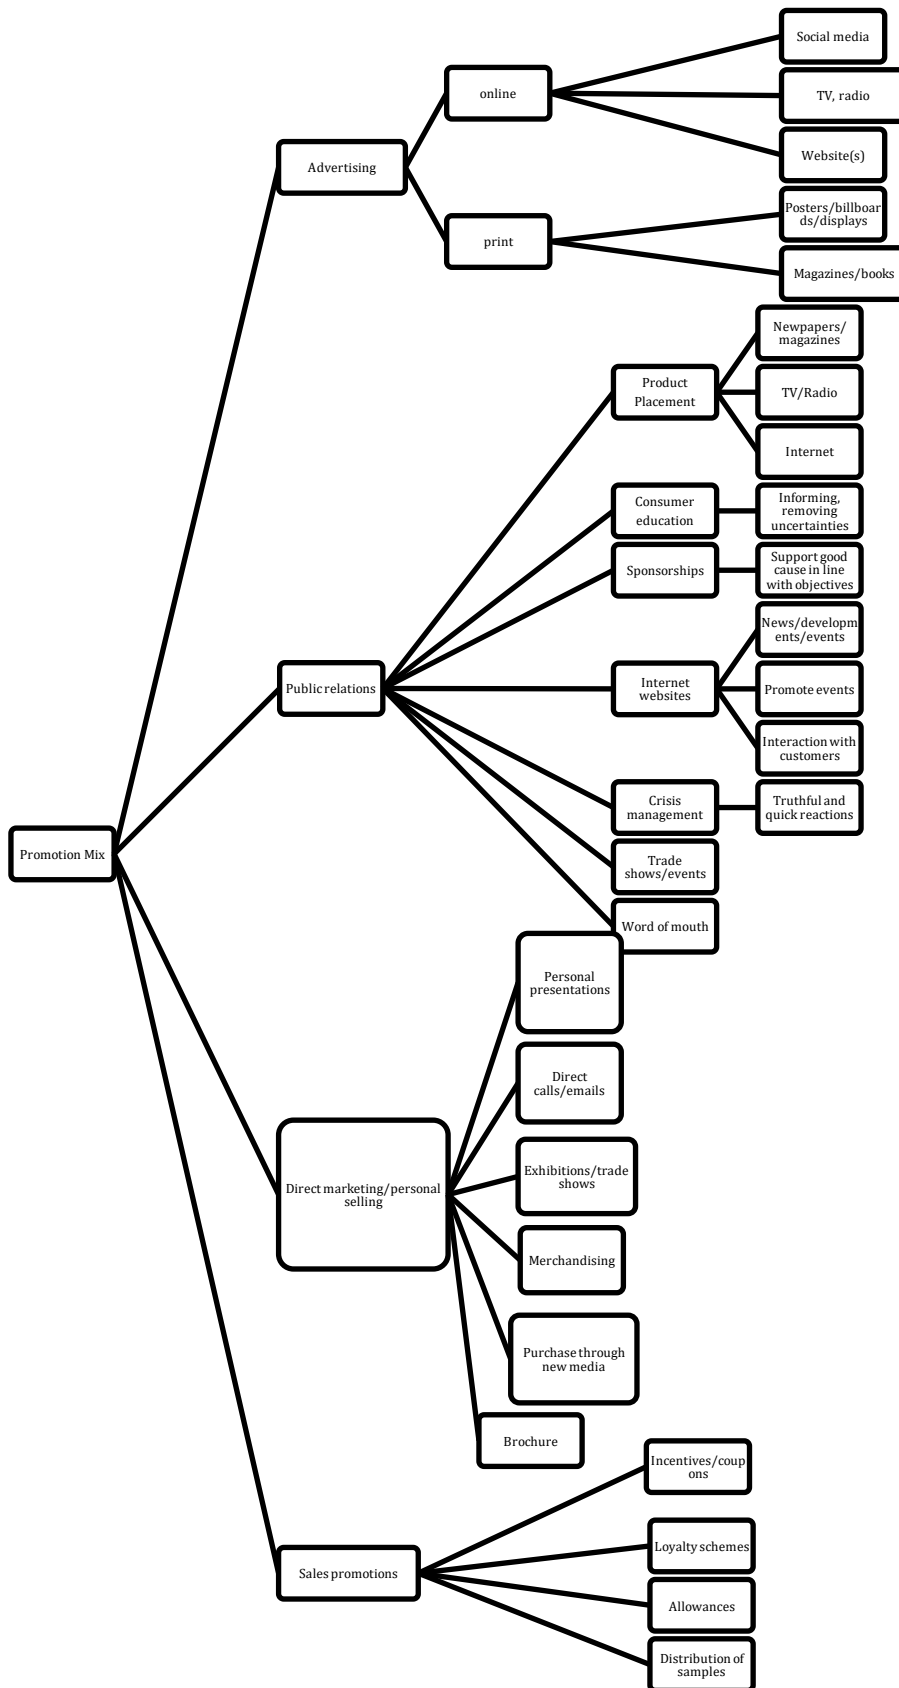 Social media
online
TV, radio
Website(s)
Advertising
Posters/billboar
ds/displays
print
Magazines/books
Newpapers/
magazines
Product
Placement
TV/Radio
Internet
Consumer
education
Informing,
removing
uncertainties
Sponsorships
Support good
cause in line
with objectives
News/developm
ents/events
Public relations
Internet
websites
Promote events
Interaction with
customers
Crisis
management
Truthful and
quick reactions
Promotion Mix
Trade
shows/events
Word of mouth
Personal
presentations
Direct
calls/emails
Direct marketing/personal
selling
Exhibitions/trade
shows
Merchandising
Purchase through
new media
Brochure
Incentives/coup
ons
Sales promotions
Loyalty schemes
Allowances
Distribution of
samples